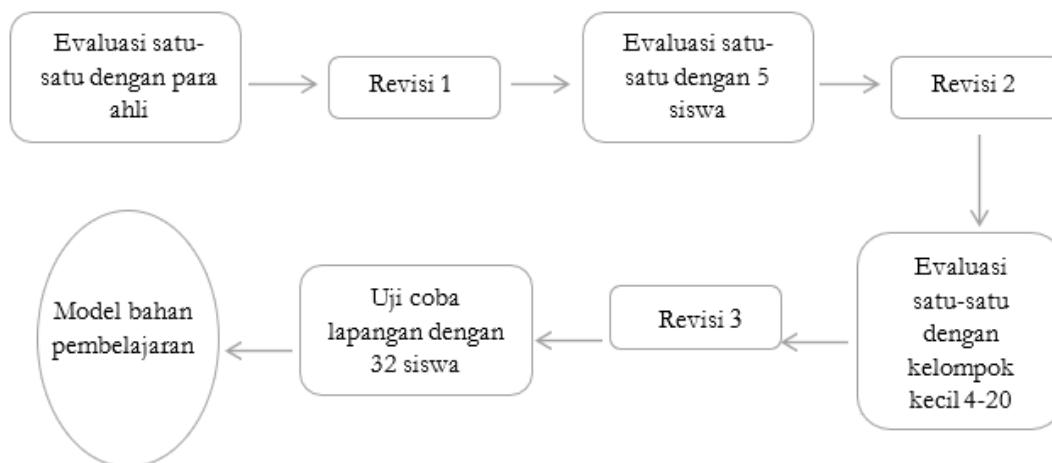 Evaluasi satu-
satu dengan para
ahli
Revisi 1
Evaluasi satu-
satu dengan 5
siswa
Revisi 2
Evaluasi
satu-satu
dengan
kelompok
kecil 4-20
Revisi 3
Uji coba
lapangan dengan
32 siswa
Model bahan
pembelajaran